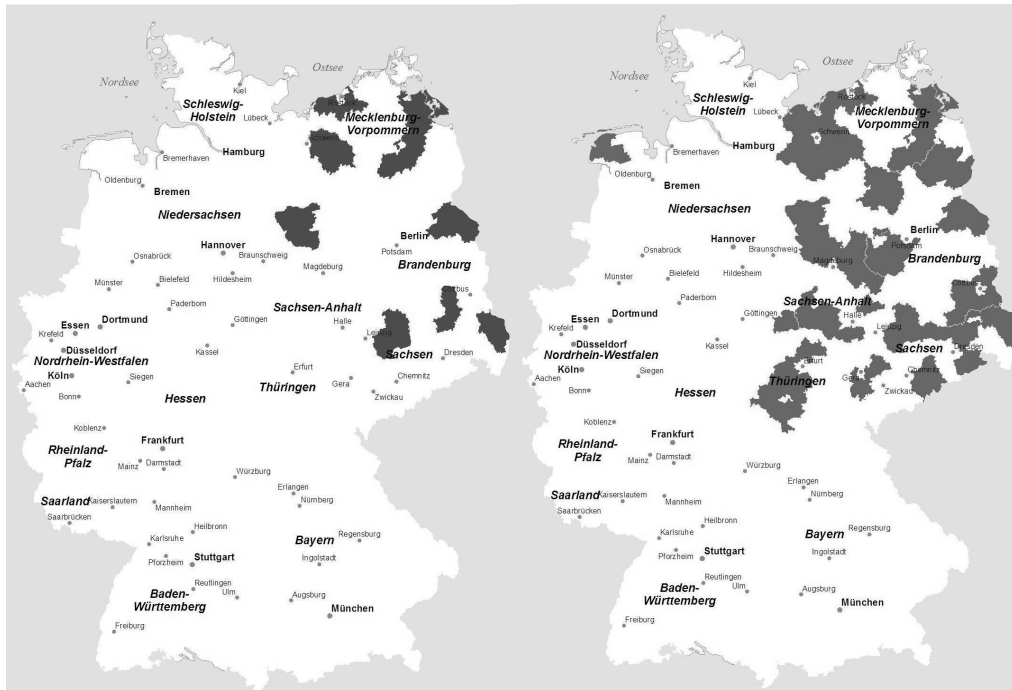 Nordsee
Ostsee
Kiel
Schleswig-
Holstein
Lübeck
Rostock
Mecklenburg-
Vorpommern
Schwerin
Hamburg
Bremerhaven
Oldenburg
Bremen
Niedersachsen
Hannover
Braunschweig
Osnabrück
Berlin
Potsdam
Brandenburg
Münster
Bielefeld
Hildesheim
Magdeburg
Paderborn
Sachsen-Anhalt
Essen
Dortmund
Krefeld
Göttingen
Halle
Leipzig
Düsseldorf
Nordrhein-Westfalen
Kassel
Sachsen
Dresden
Köln
Aachen
Siegen
Bonn
Hessen
Erfurt
Thüringen
Gera
Chemnitz
Zwickau
Koblenz
Rheinland-
Pfalz
Frankfurt
Mainz
Darmstadt
Würzburg
Erlangen
Nürnberg
Saarland
Kaiserslautern
Saarbrücken
Mannheim
Heilbronn
Karlsruhe
Pforzheim
Stuttgart
Bayern
Regensburg
Ingolstadt
Reutlingen
Baden-
Württemberg
Ulm
Augsburg
München
Freiburg
Nordsee
Ostsee
Kiel
Schleswig-
Holstein
Lübeck
Rostock
Mecklenburg-
Vorpommern
Schwerin
Hamburg
Bremerhaven
Oldenburg
Bremen
Niedersachsen
Hannover
Braunschweig
Osnabrück
Berlin
Potsdam
Brandenburg
Münster
Bielefeld
Hildesheim
Magdeburg
Cottbus
Paderborn
Sachsen-Anhalt
Essen
Dortmund
Krefeld
Göttingen
Halle
Leipzig
Düsseldorf
Nordrhein-Westfalen
Kassel
Sachsen
Dresden
Köln
Aachen
Siegen
Bonn
Hessen
Erfurt
Thüringen
Gera
Chemnitz
Zwickau
Koblenz
Rheinland-
Pfalz
Frankfurt
Mainz
Darmstadt
Würzburg
Erlangen
Nürnberg
Saarland
Kaiserslautern
Saarbrücken
Mannheim
Heilbronn
Karlsruhe
Pforzheim
Stuttgart
Bayern
Regensburg
Ingolstadt
Reutlingen
Baden-
Württemberg
Ulm
Augsburg
München
Freiburg